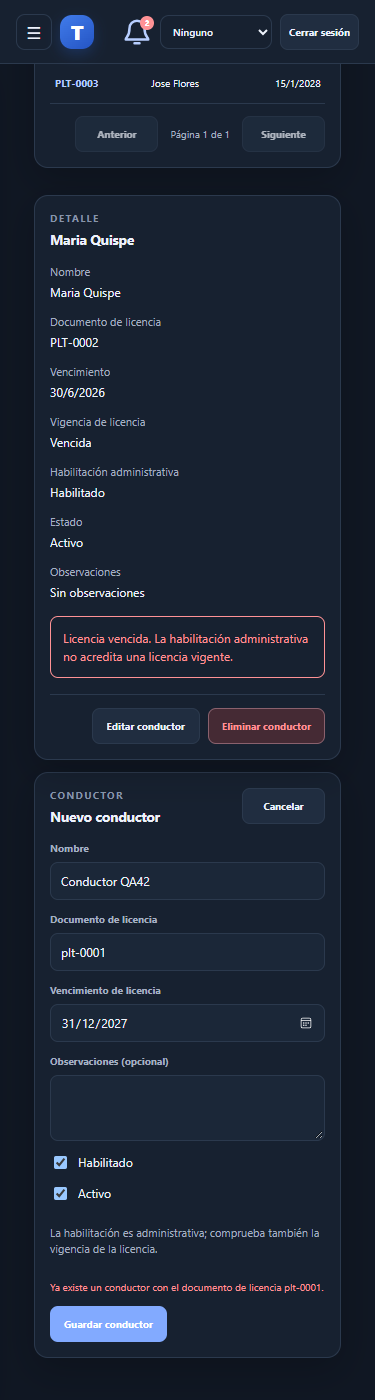 ☰
T
2
Ninguno
Cerrar sesión
PLT-0003 Jose Flores 15/1/2028
Anterior Página 1 de 1 Siguiente
DETALLE
Maria Quispe
Nombre
Maria Quispe
Documento de licencia
PLT-0002
Vencimiento
30/6/2026
Vigencia de licencia
Vencida
Habilitación administrativa
Habilitado
Estado
Activo
Observaciones
Sin observaciones
Licencia vencida. La habilitación administrativa
no acredita una licencia vigente.
Editar conductor Eliminar conductor
CONDUCTOR
Nuevo conductor
Cancelar
Nombre
Conductor QA42
Documento de licencia
plt-0001
Vencimiento de licencia
31/12/2027
Observaciones (opcional)
Habilitado
Activo
La habilitación es administrativa; comprueba también la
vigencia de la licencia.
Ya existe un conductor con el documento de licencia plt-0001.
Guardar conductor